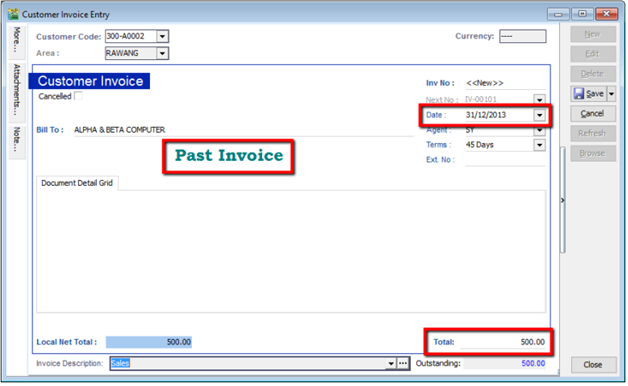 Customer Invoice Entry
More...
Attachments...
Note...
Customer Code: 300-A0002
Currency: ----
Area : RAWANG
Customer Invoice
Cancelled
Inv No : <<New>>
Next No : IV-00101
Date : 31/12/2013
Bill To : ALPHA & BETA COMPUTER
Agent : SY
Terms : 45 Days
Ext. No :
Past Invoice
Document Detail Grid
Local Net Total : 500.00
Total: 500.00
Invoice Description: Sales
Outstanding: 500.00
New
Edit
Delete
Save
Cancel
Refresh
Browse
Close